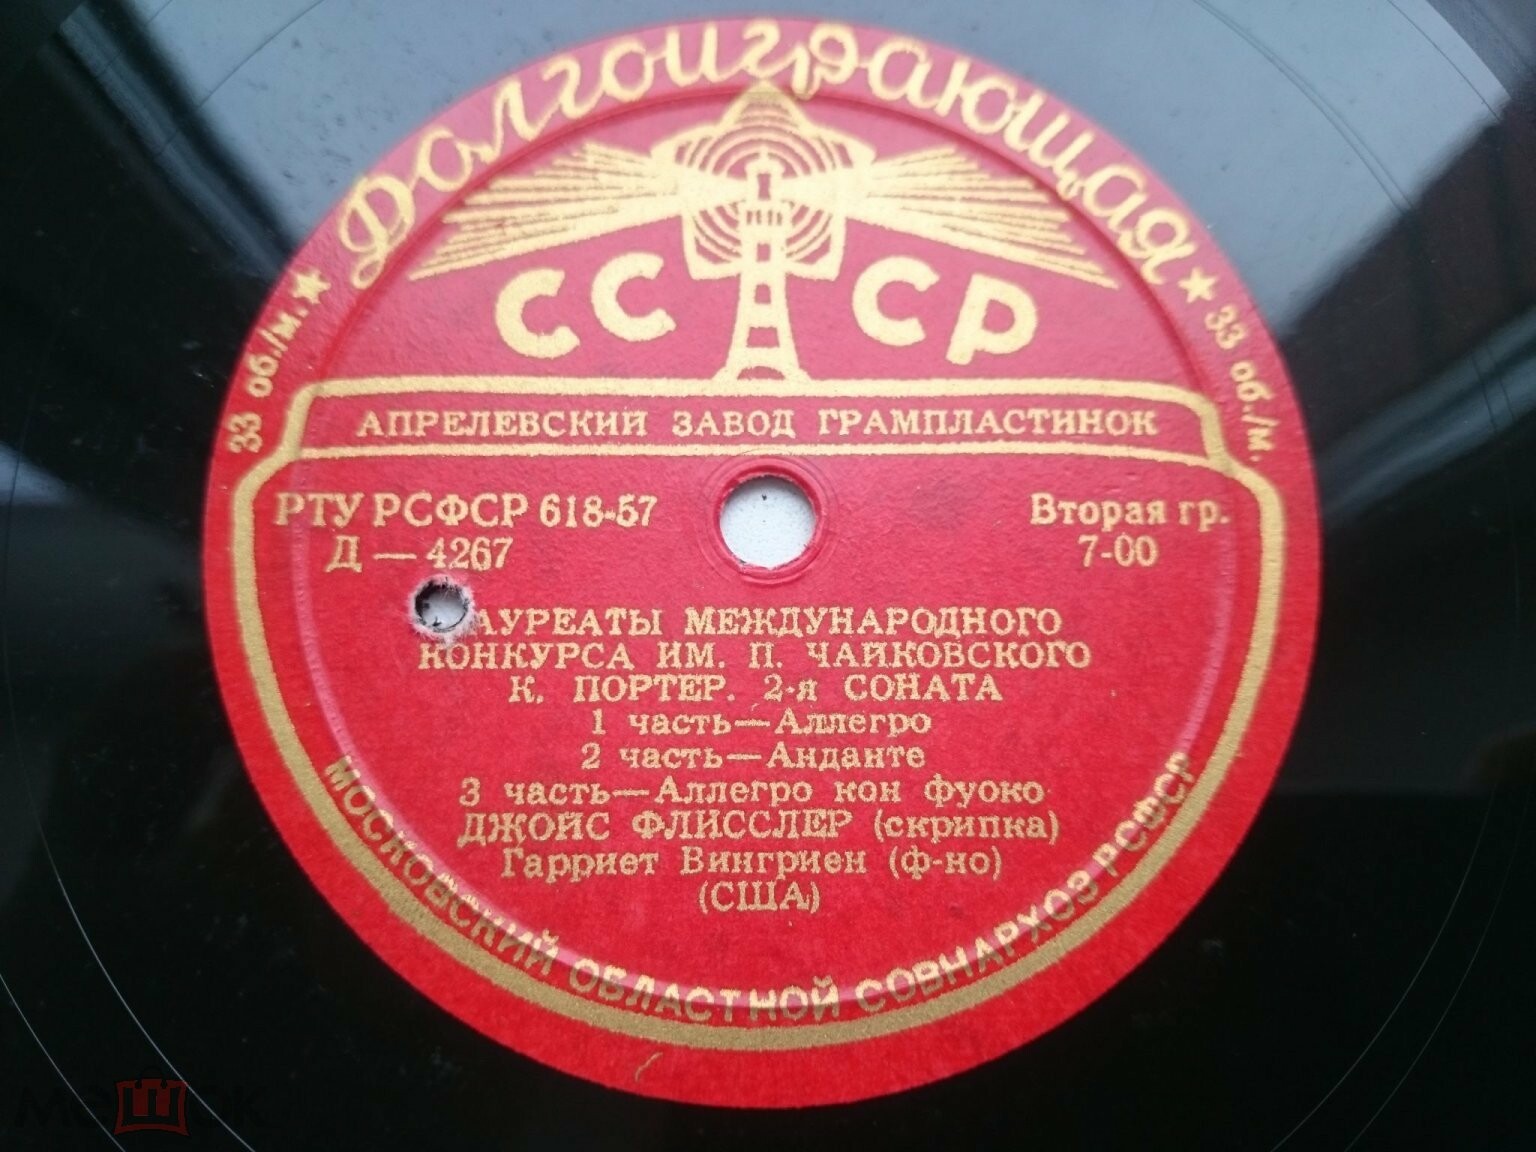 Долгоиграющая
★ 33 об./м.
33 об./м. ★
СССР
АПРЕЛЕВСКИЙ ЗАВОД ГРАМПЛАСТИНОК
РТУ РСФСР 618-57
Д — 4267
Вторая гр.
7-00
АУРЕАТЫ МЕЖДУНАРОДНОГО
КОНКУРСА ИМ. П. ЧАЙКОВСКОГО
К. ПОРТЕР. 2-я СОНАТА
1 часть—Аллегро
2 часть—Анданте
3 часть—Аллегро кон фуоко
ДЖОЙС ФЛИССЛЕР (скрипка)
Гарриет Вингриен (ф-но)
(США)
МОСКОВСКИЙ ОБЛАСТНОЙ СОВНАРХОЗ РСФСР